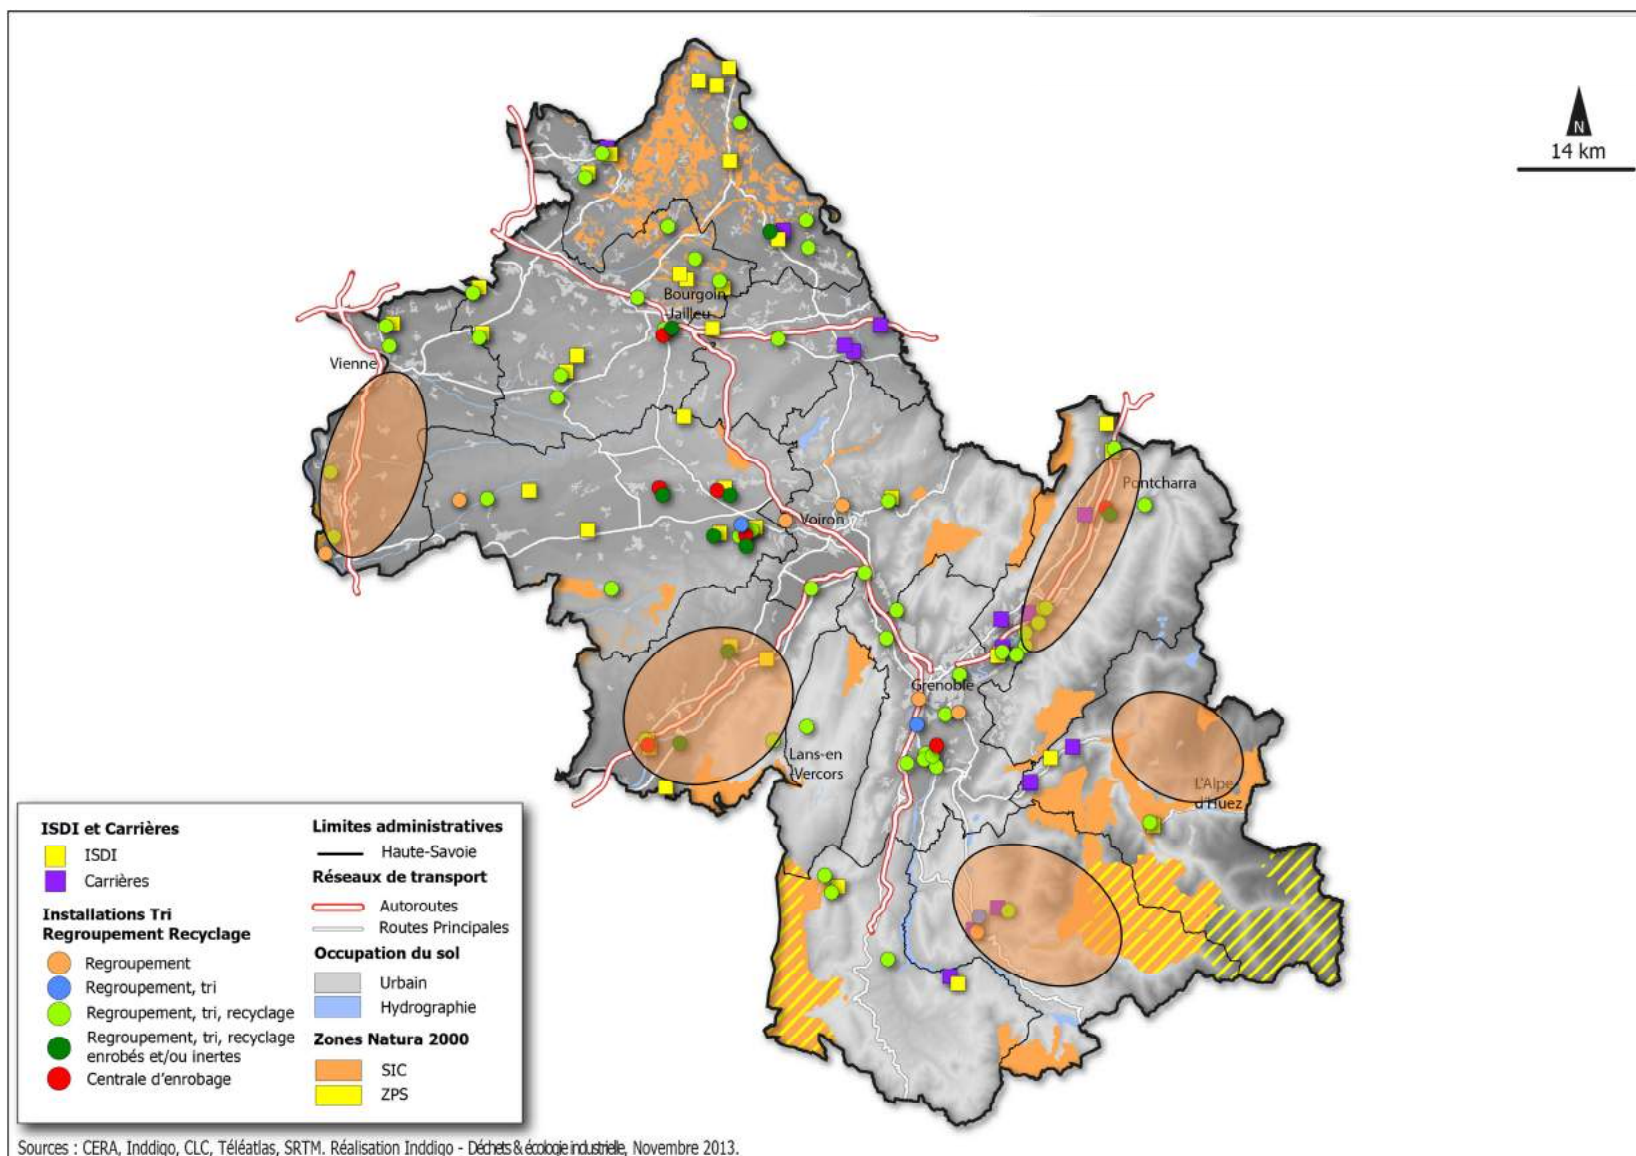 N
14 km
Bourgoin
-Jailleu
Vienne
Pontcharra
Voiron
Grenoble
Lans-en
-Vercors
L'Alpe
d'Huez
ISDI et Carrières
ISDI
Carrières
Installations Tri
Regroupement Recyclage
Regroupement
Regroupement, tri
Regroupement, tri, recyclage
Regroupement, tri, recyclage
enrobés et/ou inertes
Centrale d'enrobage
Limites administratives
Haute-Savoie
Réseaux de transport
Autoroutes
Routes Principales
Occupation du sol
Urbain
Hydrographie
Zones Natura 2000
SIC
ZPS
Sources : CERA, Inddigo, CLC, Téléatlas, SRTM. Réalisation Inddigo - Déchets & écologie industrielle, Novembre 2013.